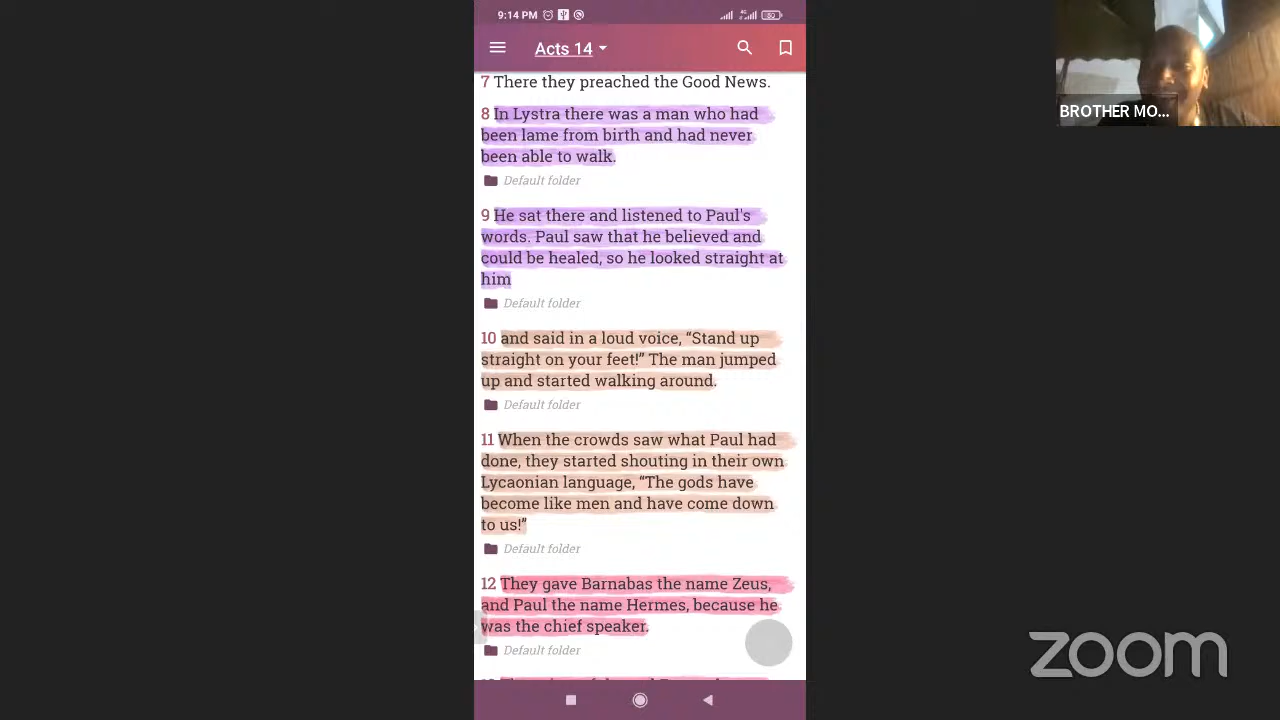 9:14 PM
Acts 14
7 There they preached the Good News.
8 In Lystra there was a man who had
been lame from birth and had never
been able to walk.
Default folder
9 He sat there and listened to Paul's
words. Paul saw that he believed and
could be healed, so he looked straight at
him
Default folder
10 and said in a loud voice, “Stand up
straight on your feet!” The man jumped
up and started walking around.
Default folder
11 When the crowds saw what Paul had
done, they started shouting in their own
Lycaonian language, “The gods have
become like men and have come down
to us!”
Default folder
12 They gave Barnabas the name Zeus,
and Paul the name Hermes, because he
was the chief speaker.
Default folder
BROTHER MO...
zoom